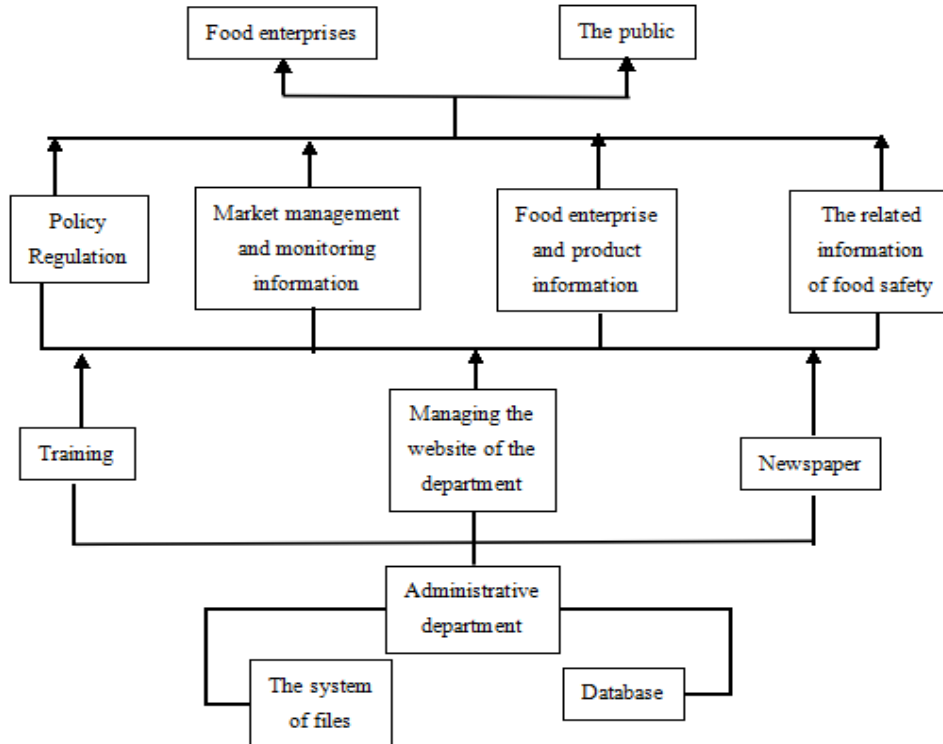 Food enterprises
The public
Policy
Regulation
Market management
and monitoring
information
Food enterprise
and product
information
The related
information
of food safety
Training
Managing the
website of the
department
Newspaper
Administrative
department
The system
of files
Database